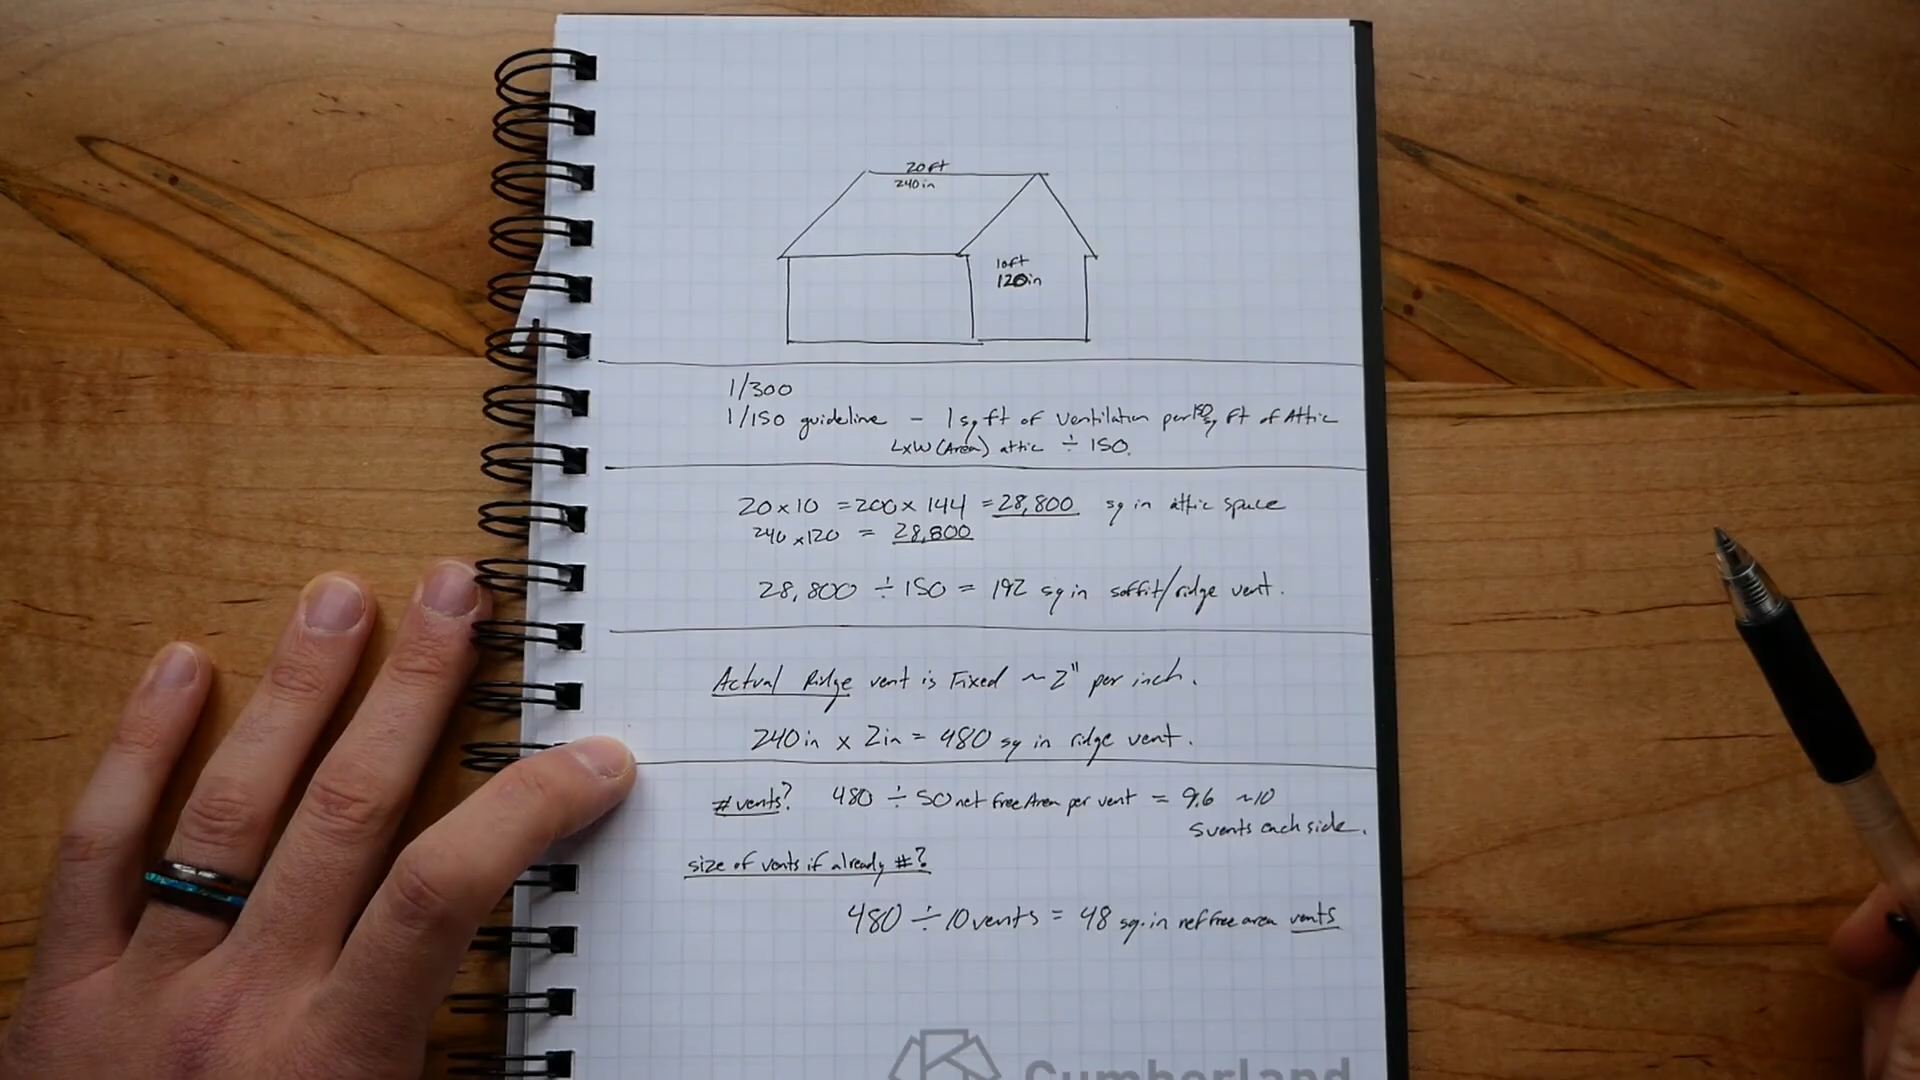 20ft
240in
10ft
120in
1/300
1/150 guideline - 1 sq ft of Ventilation per 150 sq ft of Attic
LxW (Area) attic ÷ 150.
20 x 10 = 200 x 144 = 28,800 sq in attic space
240 x 120 = 28,800
28,800 ÷ 150 = 192 sq in soffit/ridge vent.
Actual Ridge vent is Fixed ~ 2" per inch.
240in x 2in = 480 sq in ridge vent.
# vents? 480 ÷ 50 net free Area per vent = 9.6 ~10
5 vents each side.
size of vents if already #?
480 ÷ 10 vents = 48 sq. in net free area vents
Cumberland